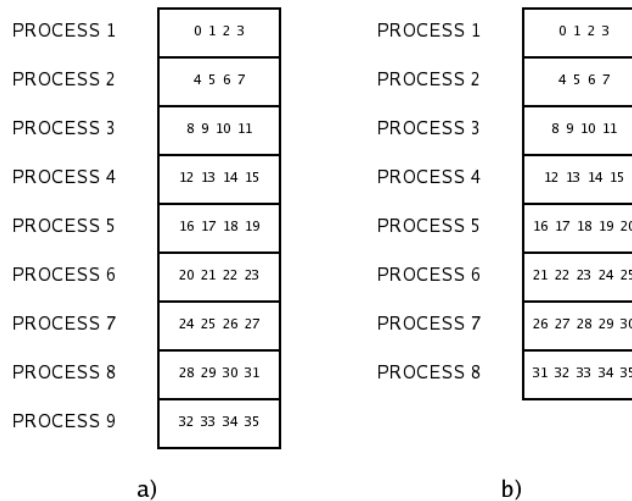 PROCESS 1 0 1 2 3 PROCESS 1 0 1 2 3
PROCESS 2 4 5 6 7 PROCESS 2 4 5 6 7
PROCESS 3 8 9 10 11 PROCESS 3 8 9 10 11
PROCESS 4 12 13 14 15 PROCESS 4 12 13 14 15
PROCESS 5 16 17 18 19 PROCESS 5 16 17 18 19 20
PROCESS 6 20 21 22 23 PROCESS 6 21 22 23 24 25
PROCESS 7 24 25 26 27 PROCESS 7 26 27 28 29 30
PROCESS 8 28 29 30 31 PROCESS 8 31 32 33 34 35
PROCESS 9 32 33 34 35
a) b)